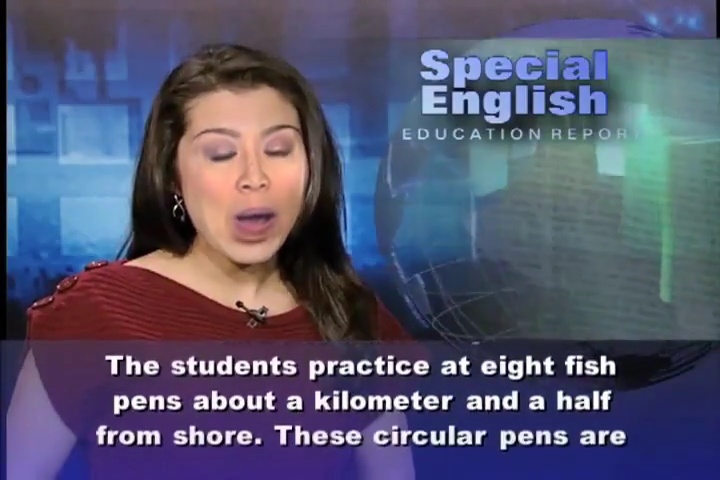 Special
English
EDUCATION REPORT
The students practice at eight fish
pens about a kilometer and a half
from shore. These circular pens are